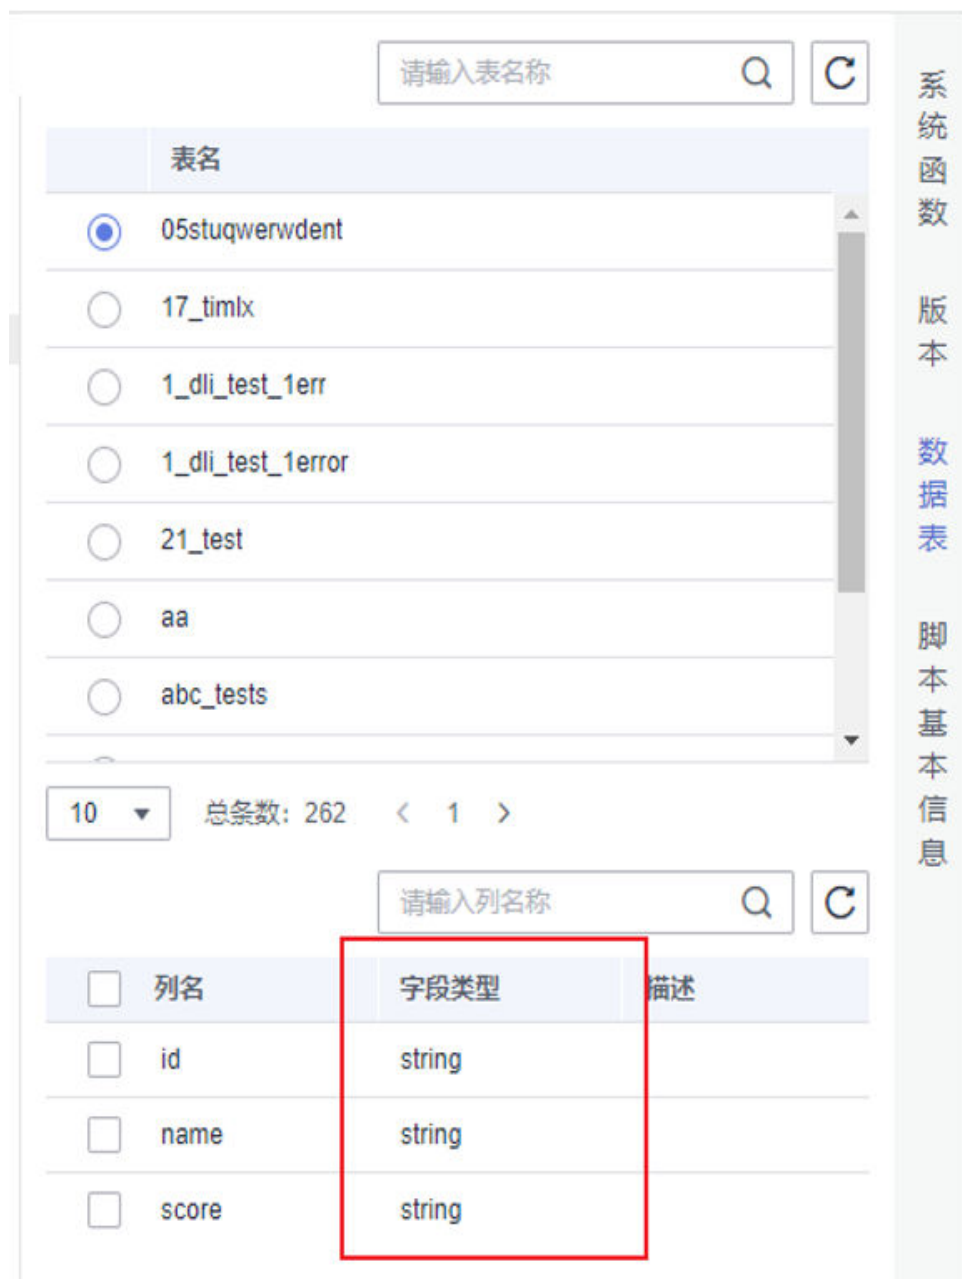 请输入表名称
表名
05stuqwerwdent
17_timlx
1_dli_test_1err
1_dli_test_1error
21_test
aa
abc_tests
10 总条数: 262 < 1 >
请输入列名称
列名 字段类型 描述
id string
name string
score string
系统函数
版本
数据表
脚本基本信息